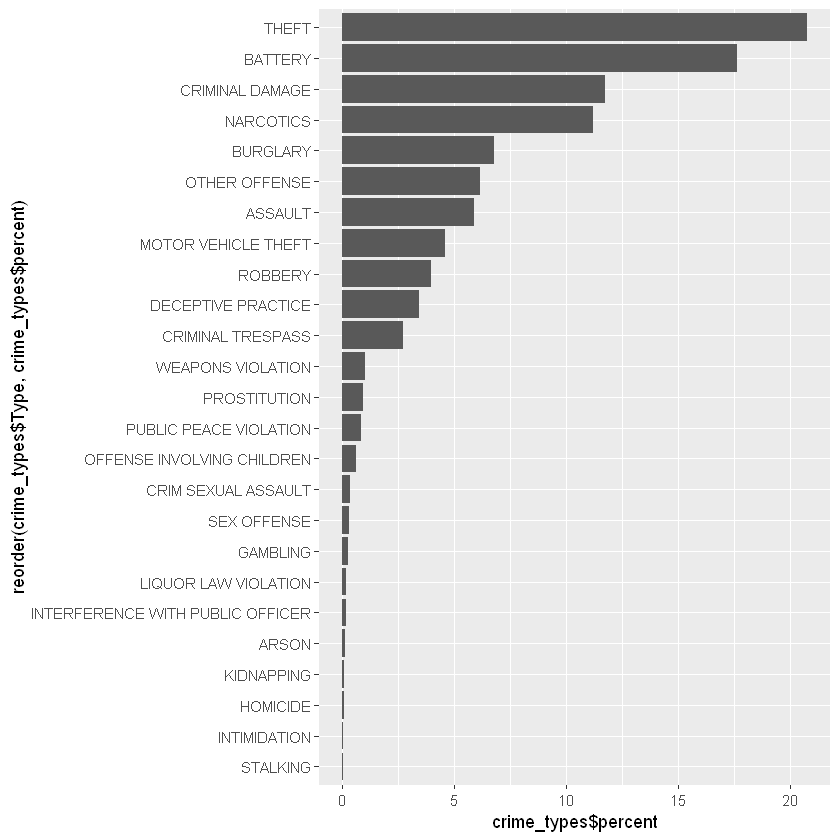 THEFT
BATTERY
CRIMINAL DAMAGE
NARCOTICS
BURGLARY
OTHER OFFENSE
ASSAULT
MOTOR VEHICLE THEFT
ROBBERY
DECEPTIVE PRACTICE
CRIMINAL TRESPASS
WEAPONS VIOLATION
PROSTITUTION
PUBLIC PEACE VIOLATION
OFFENSE INVOLVING CHILDREN
CRIM SEXUAL ASSAULT
SEX OFFENSE
GAMBLING
LIQUOR LAW VIOLATION
INTERFERENCE WITH PUBLIC OFFICER
ARSON
KIDNAPPING
HOMICIDE
INTIMIDATION
STALKING
reorder(crime_types$Type, crime_types$percent)
0 5 10 15 20
crime_types$percent